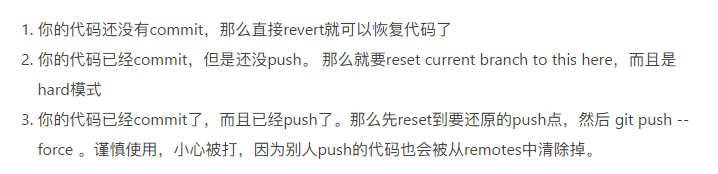 1. 你的代码还没有commit，那么直接revert就可以恢复代码了
2. 你的代码已经commit，但是还没push。 那么就要reset current branch to this here，而且是
hard模式
3. 你的代码已经commit了，而且已经push了。那么先reset到要还原的push点，然后 git push --
force 。谨慎使用，小心被打，因为别人push的代码也会被从remotes中清除掉。